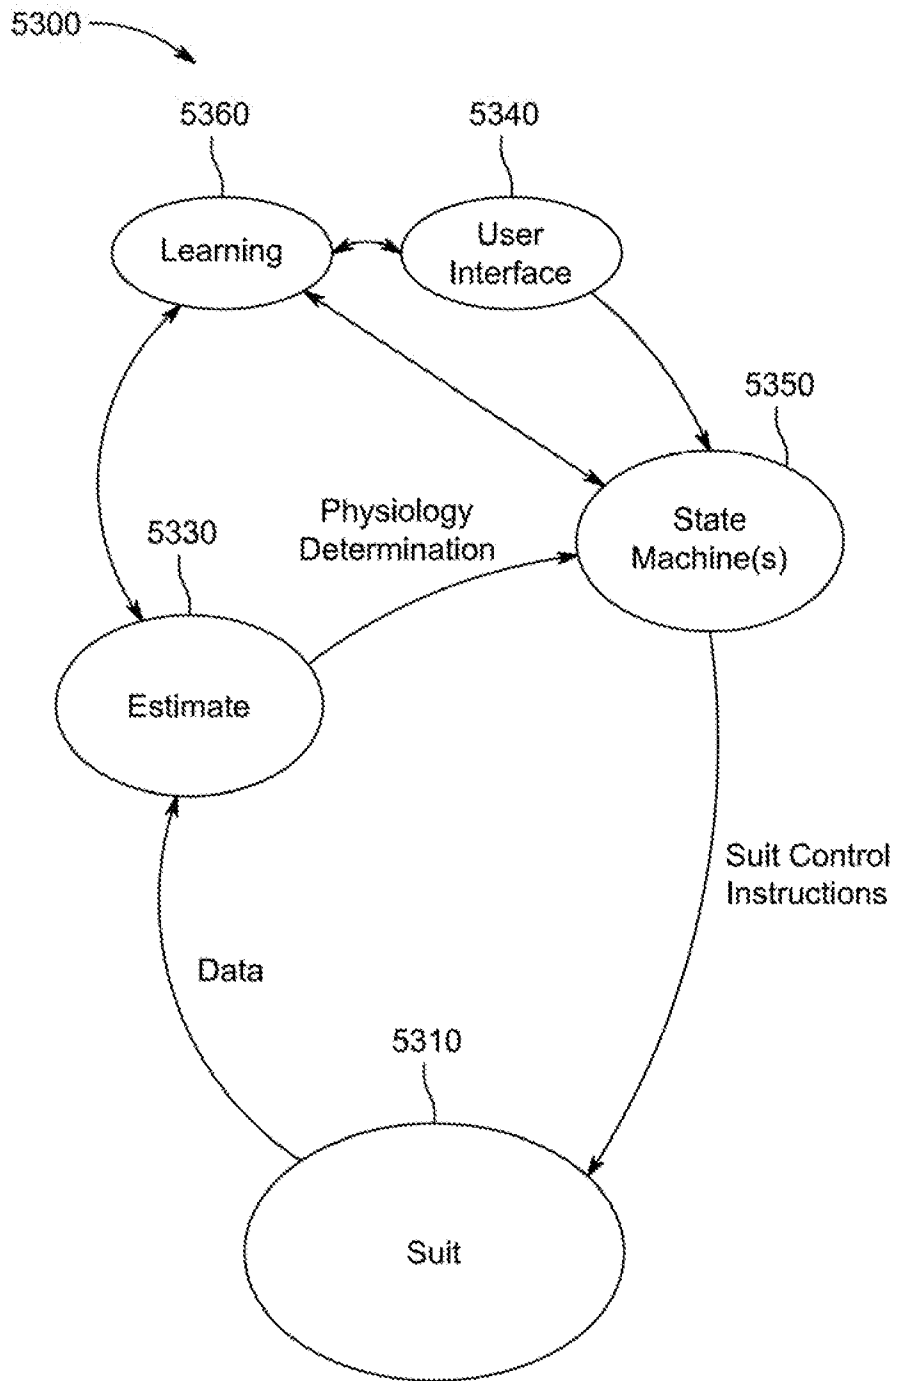 5300
5360
5340
Learning
User
Interface
5350
State
Machine(s)
Physiology
Determination
5330
Estimate
Suit Control
Instructions
Data
5310
Suit